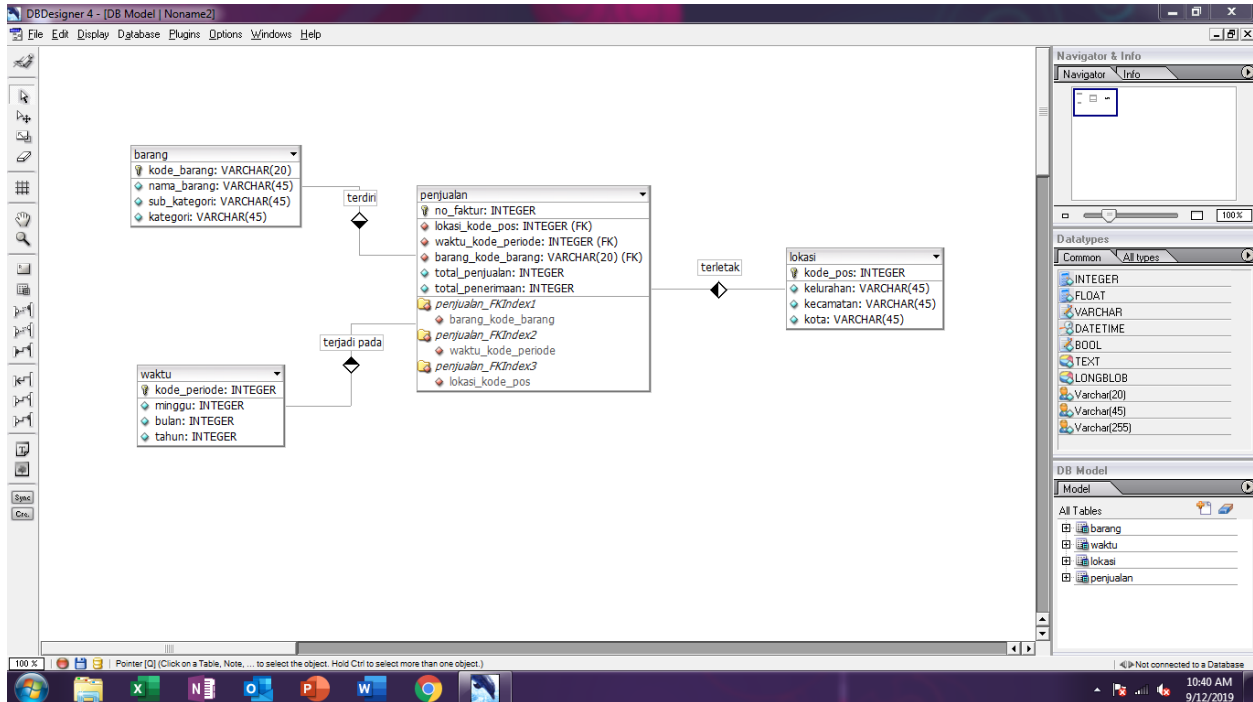 DBDesigner 4 - [DB Model | Noname2]
File Edit Display Database Plugins Options Windows Help
Navigator & Info
Navigator Info
100%
Datatypes
Common All types
INTEGER
FLOAT
VARCHAR
DATETIME
BOOL
TEXT
LONGBLOB
Varchar(20)
Varchar(45)
Varchar(255)
DB Model
Model
All Tables
barang
waktu
lokasi
penjualan
barang
kode_barang: VARCHAR(20)
nama_barang: VARCHAR(45)
sub_kategori: VARCHAR(45)
kategori: VARCHAR(45)
terdiri
penjualan
no_faktur: INTEGER
lokasi_kode_pos: INTEGER (FK)
waktu_kode_periode: INTEGER (FK)
barang_kode_barang: VARCHAR(20) (FK)
total_penjualan: INTEGER
total_penerimaan: INTEGER
penjualan_FKIndex1
barang_kode_barang
penjualan_FKIndex2
waktu_kode_periode
penjualan_FKIndex3
lokasi_kode_pos
terletak
lokasi
kode_pos: INTEGER
kelurahan: VARCHAR(45)
kecamatan: VARCHAR(45)
kota: VARCHAR(45)
terjadi pada
waktu
kode_periode: INTEGER
minggu: INTEGER
bulan: INTEGER
tahun: INTEGER
Sync
100 % Pointer [Q] (Click on a Table, Note, ... to select the object. Hold Ctrl to select more than one object.)
Not connected to a Database
10:40 AM
9/12/2019